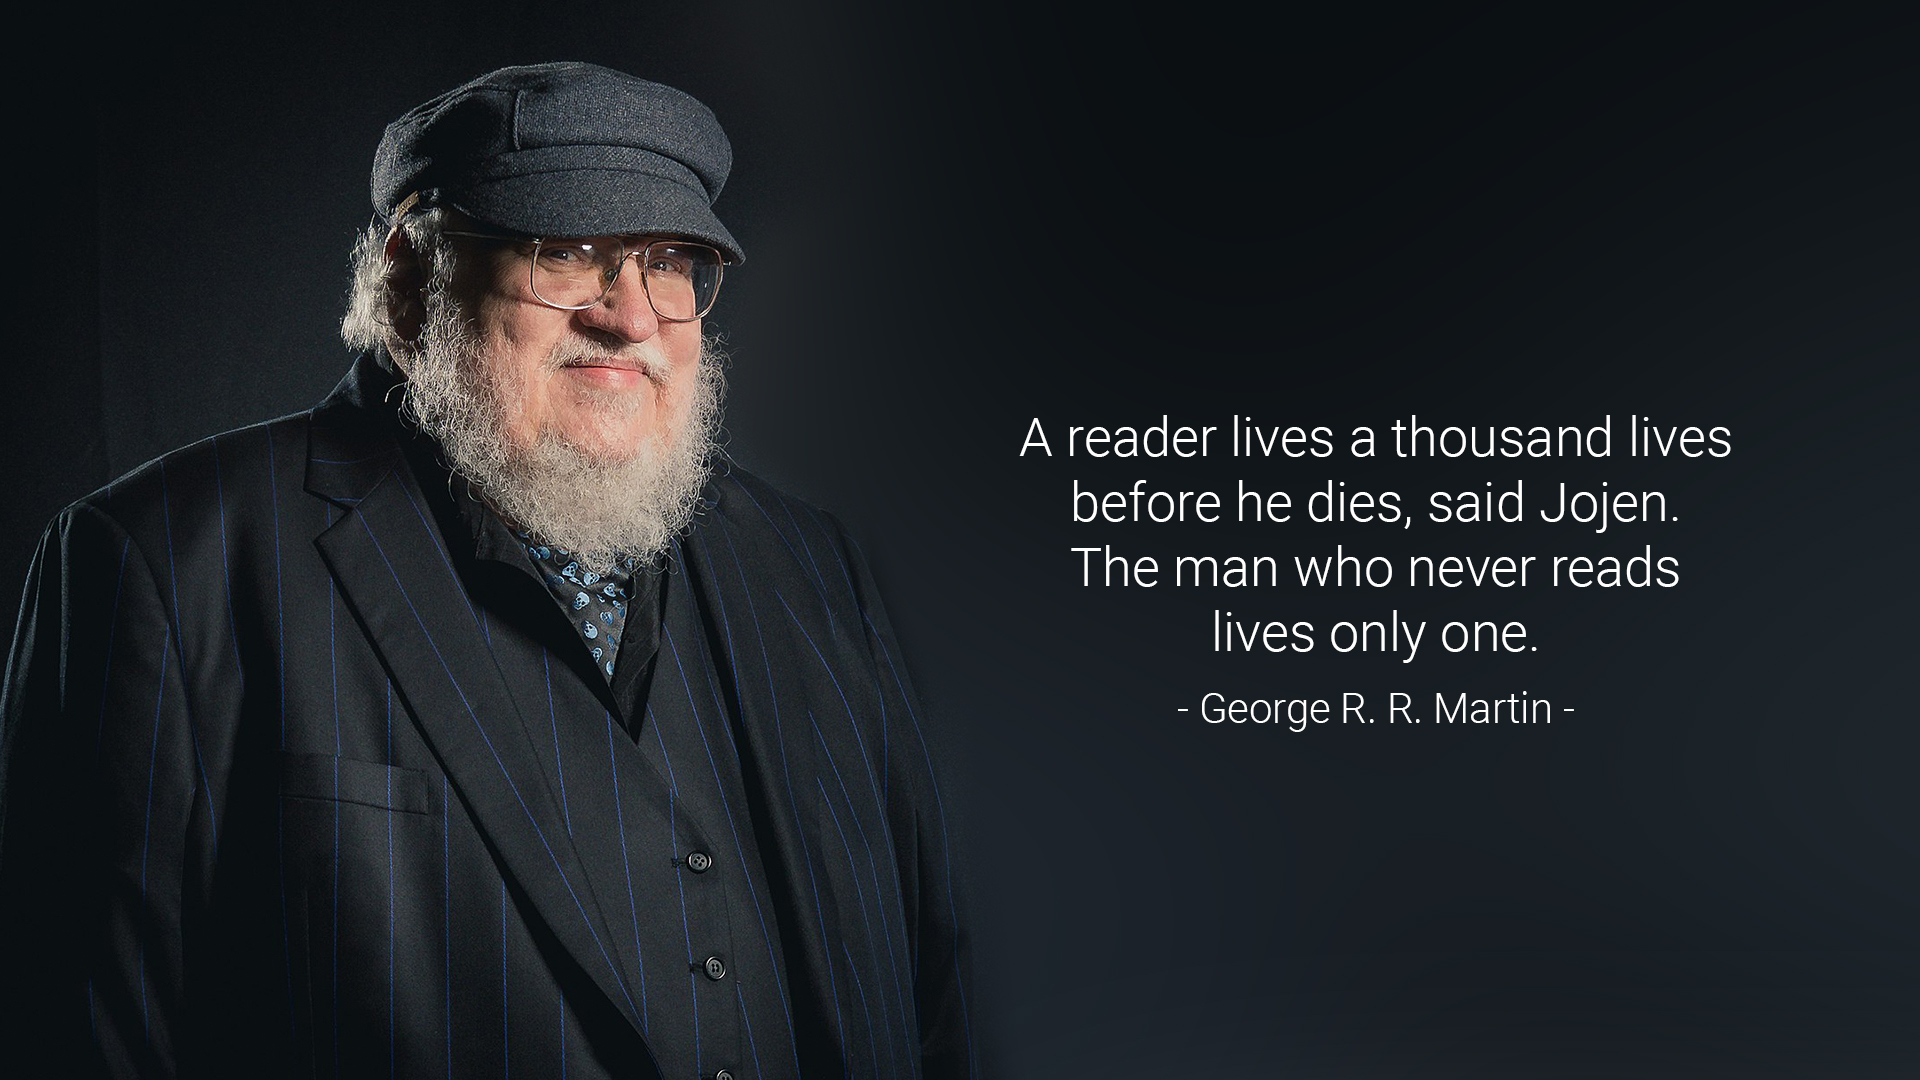 A reader lives a thousand lives
before he dies, said Jojen.
The man who never reads
lives only one.
- George R. R. Martin -